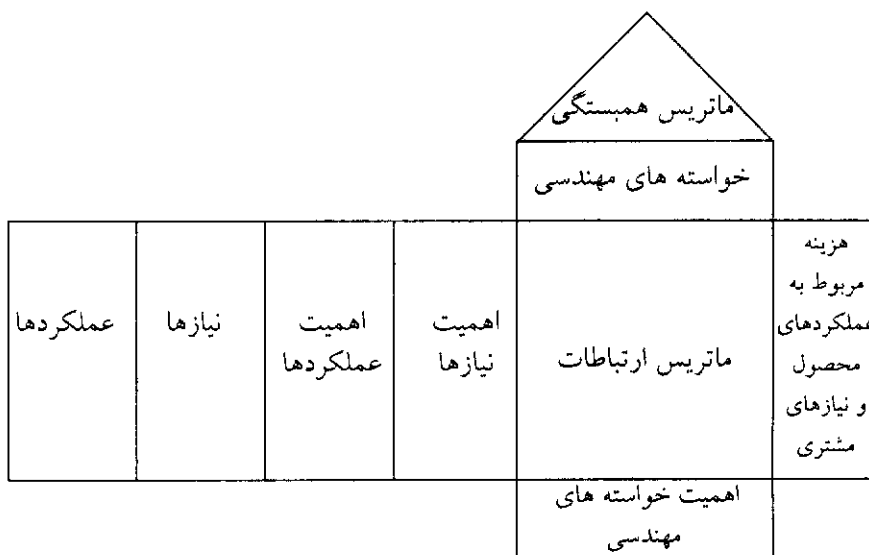 ماتریس همبستگی
خواسته های مهندسی
هزینه
مربوط به
عملکردهای
محصول
و نیازهای
مشتری
ماتریس ارتباطات
اهمیت
نیازها
اهمیت
عملکردها
نیازها
عملکردها
اهمیت خواسته های
مهندسی